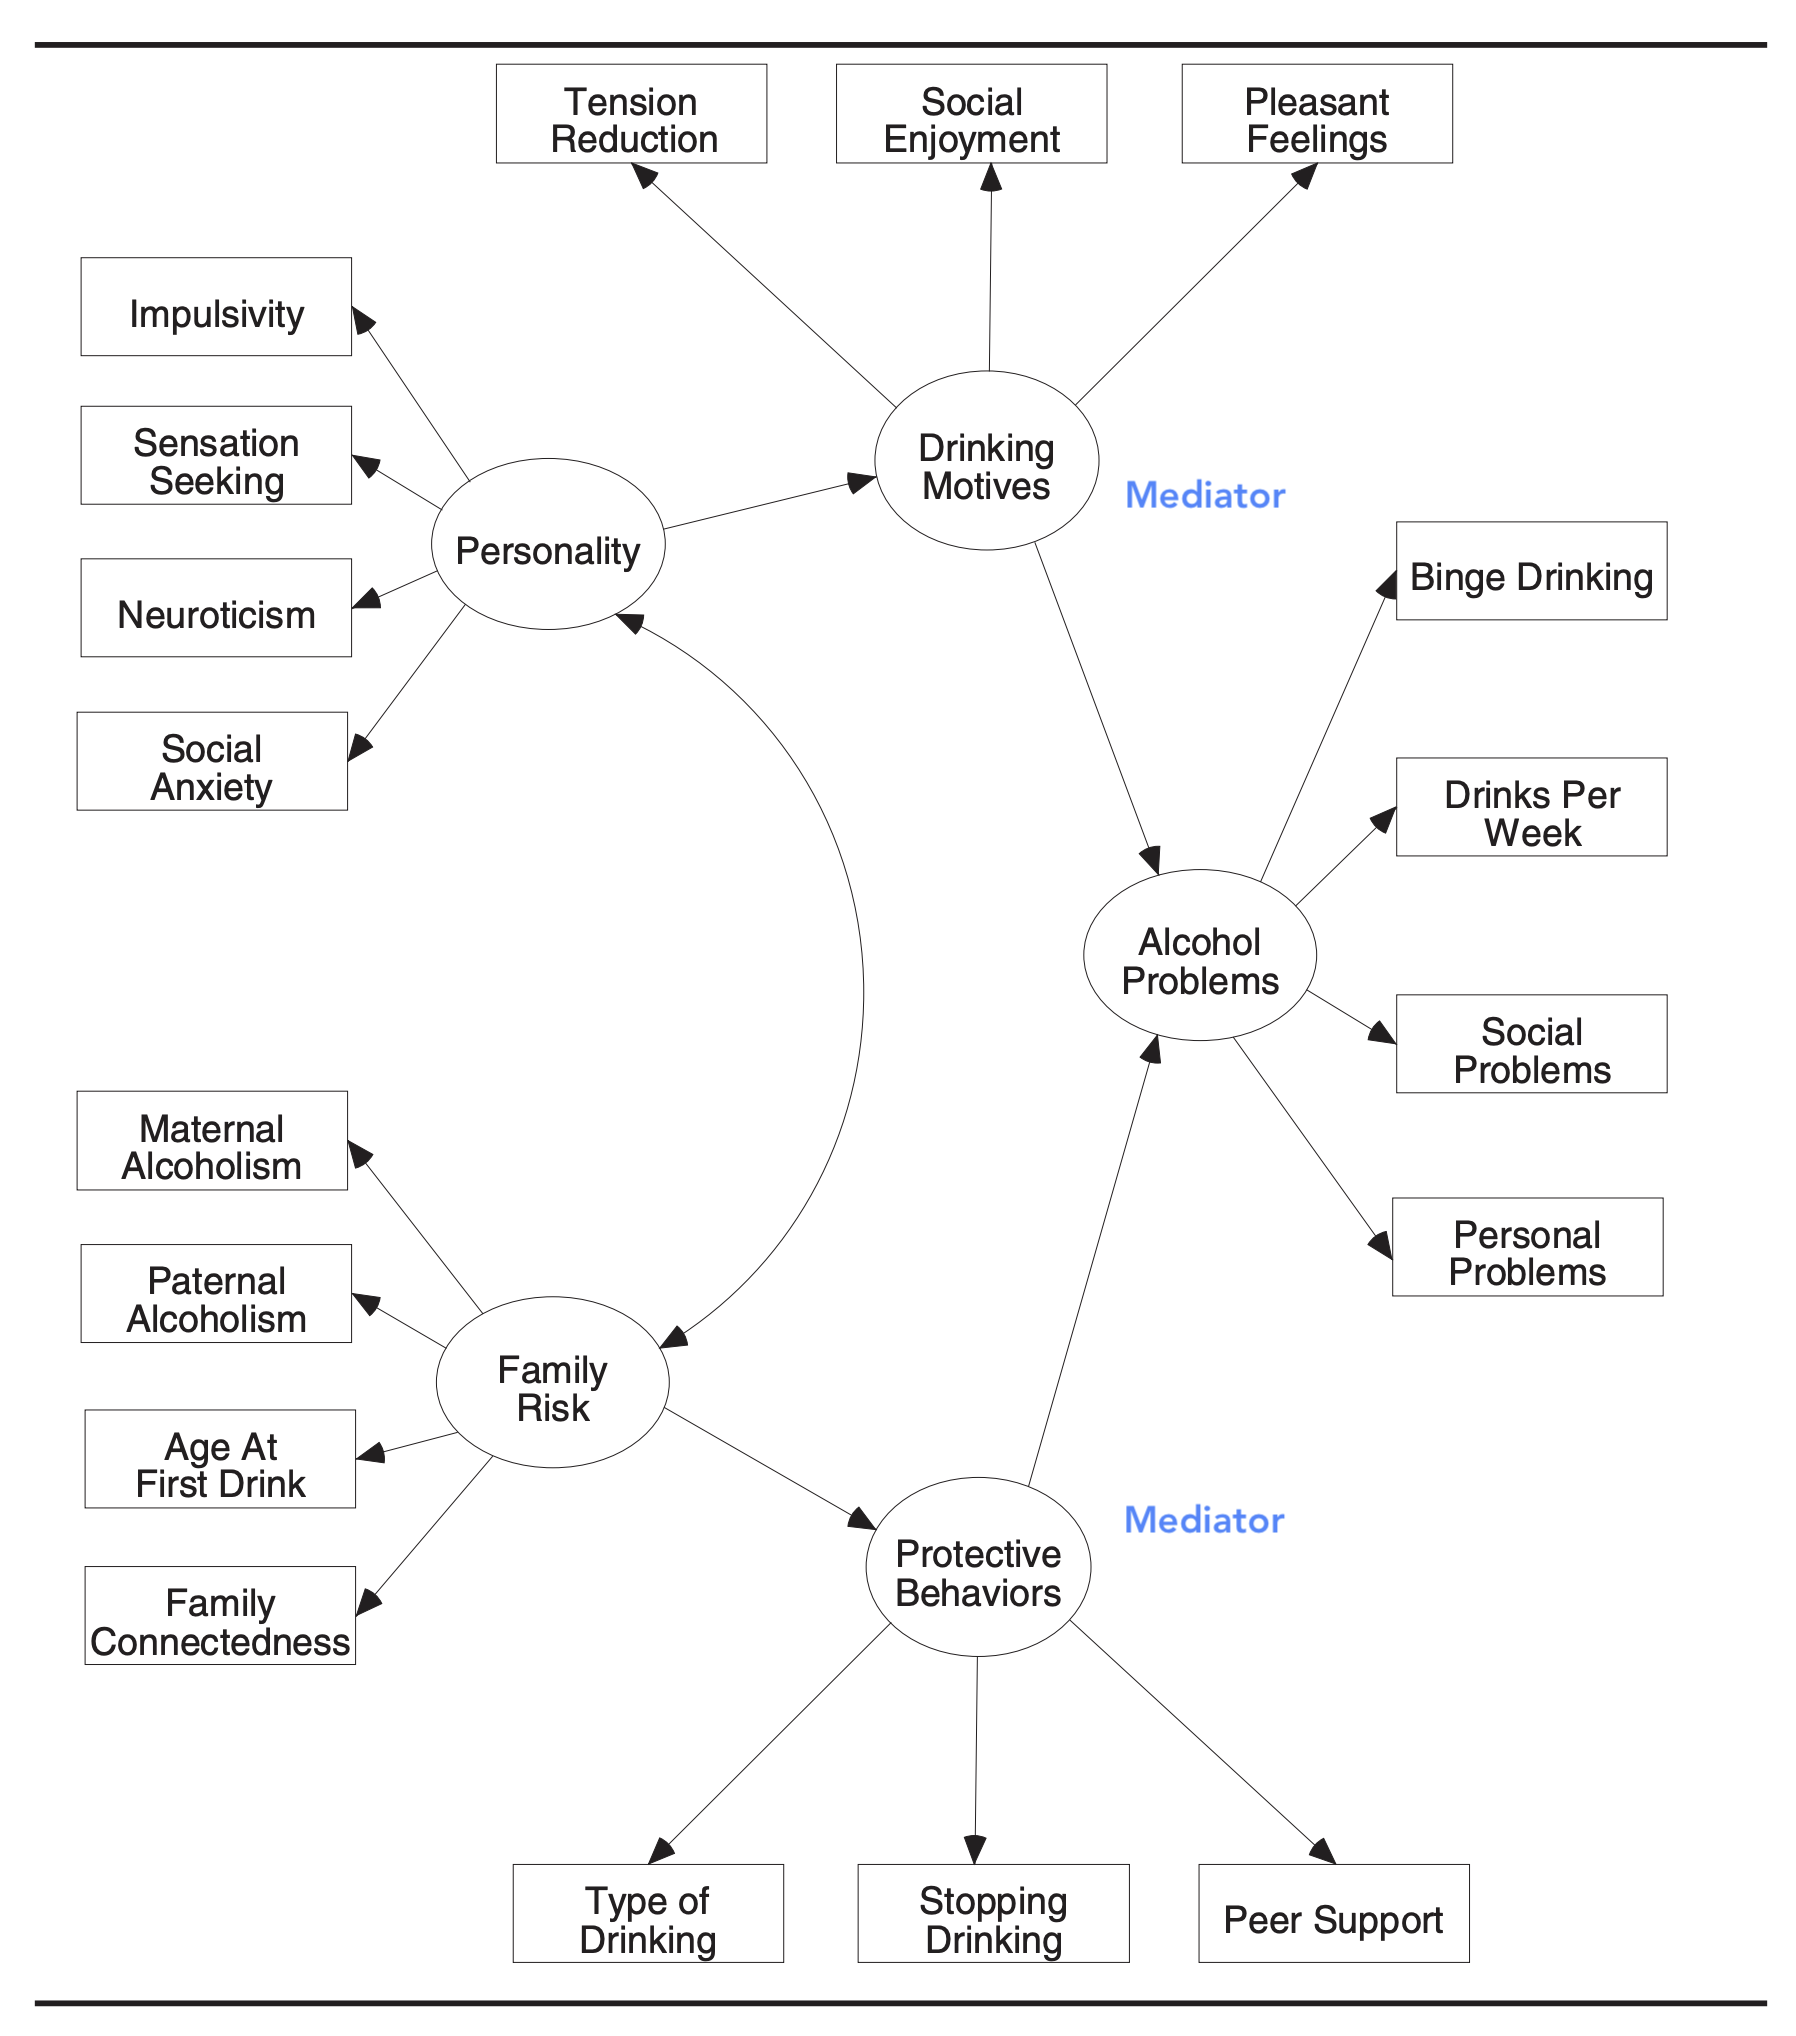 Tension
Reduction
Social
Enjoyment
Pleasant
Feelings
Impulsivity
Sensation
Seeking
Neuroticism
Social
Anxiety
Personality
Drinking
Motives
Mediator
Binge Drinking
Drinks Per
Week
Alcohol
Problems
Social
Problems
Personal
Problems
Maternal
Alcoholism
Paternal
Alcoholism
Age At
First Drink
Family
Connectedness
Family
Risk
Mediator
Protective
Behaviors
Type of
Drinking
Stopping
Drinking
Peer Support